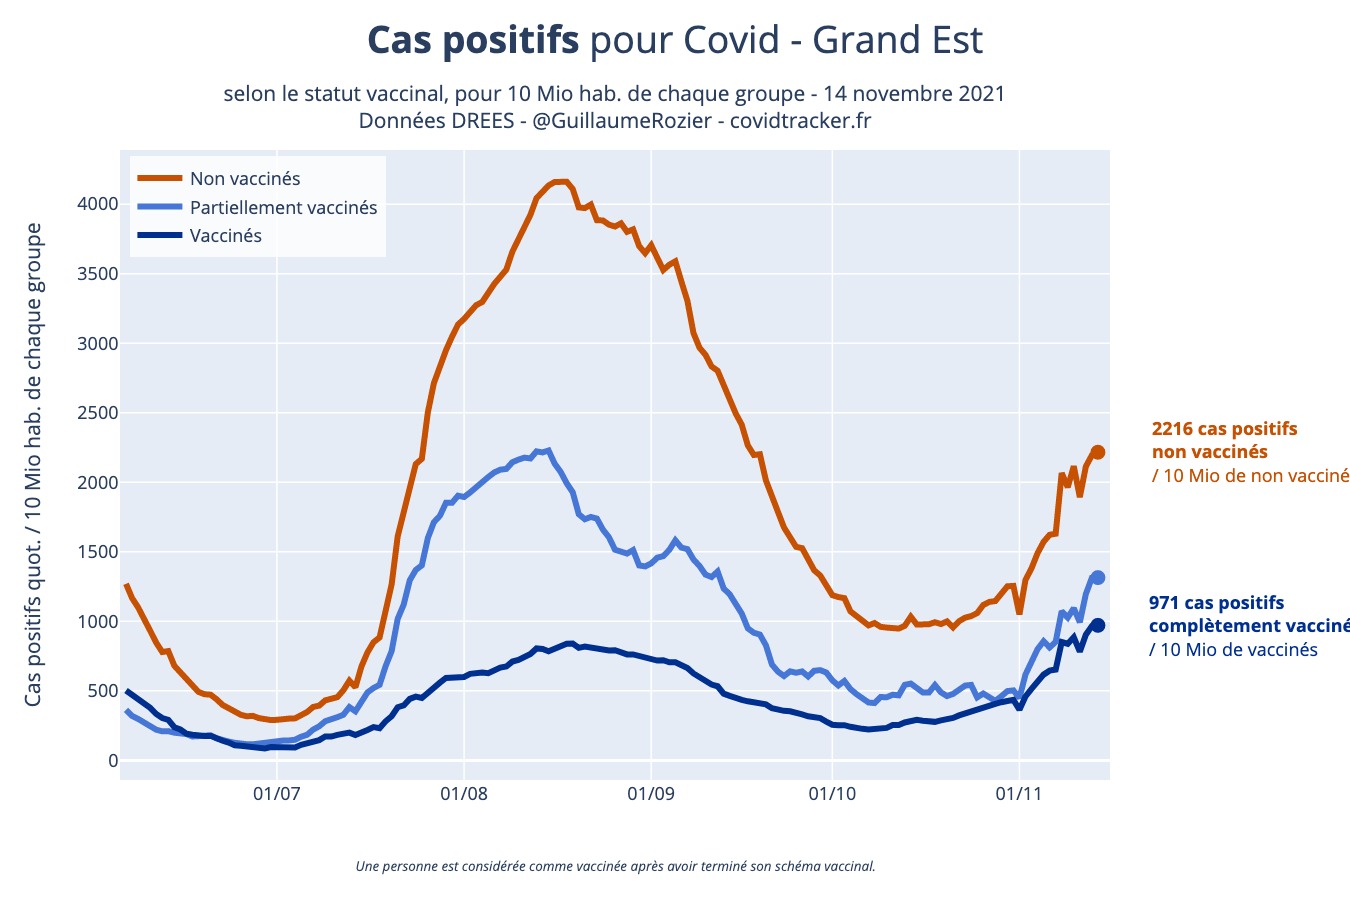 Cas positifs pour Covid - Grand Est
selon le statut vaccinal, pour 10 Mio hab. de chaque groupe - 14 novembre 2021
Données DREES - @GuillaumeRozier - covidtracker.fr
Non vaccinés
Partiellement vaccinés
Vaccinés
Cas positifs quot. / 10 Mio hab. de chaque groupe
4000
3500
3000
2500
2000
1500
1000
500
0
01/07
01/08
01/09
01/10
01/11
2216 cas positifs
non vaccinés
/ 10 Mio de non vacciné
971 cas positifs
complètement vacciné
/ 10 Mio de vaccinés
Une personne est considérée comme vaccinée après avoir terminé son schéma vaccinal.